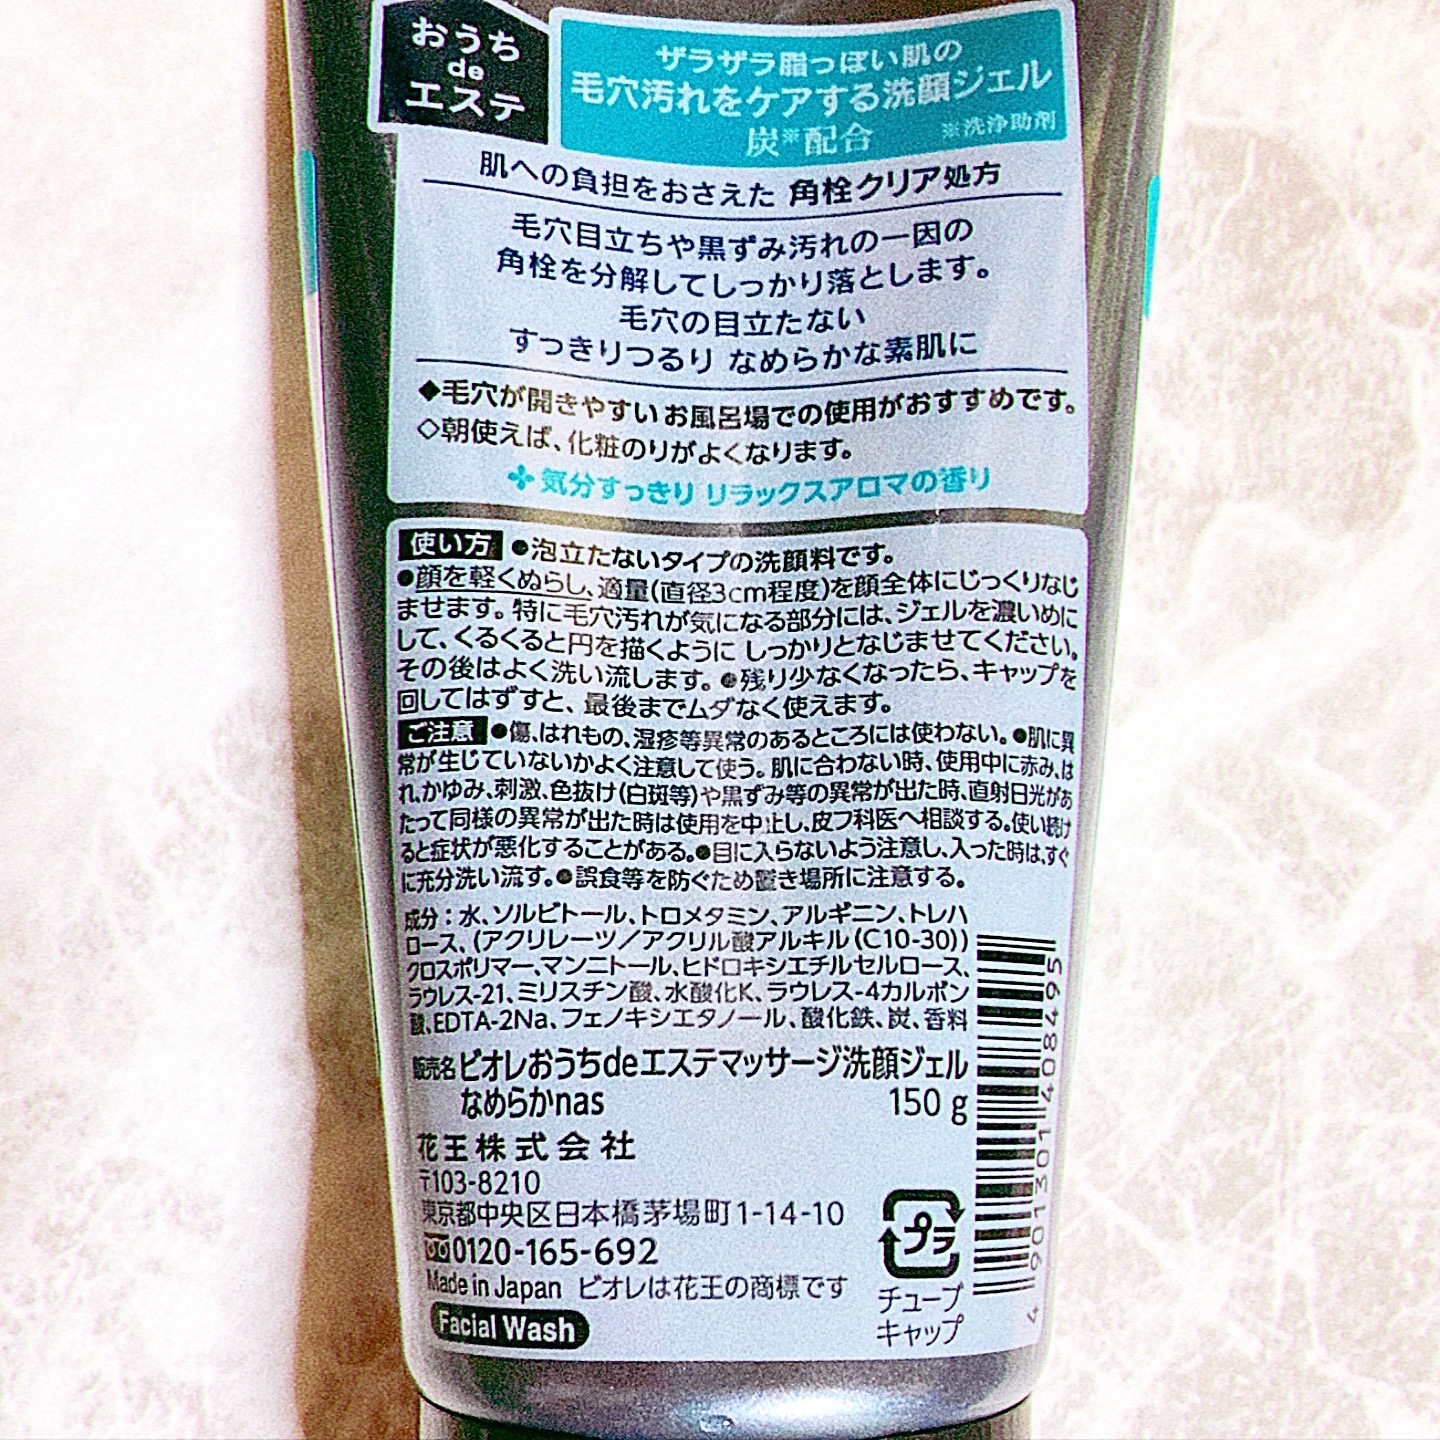 おうち
de
エステ
ザラザラ脂っぽい肌の
毛穴汚れをケアする洗顔ジェル
炭※配合 ※洗浄助剤
肌への負担をおさえた 角栓クリア処方
毛穴目立ちや黒ずみ汚れの一因の
角栓を分解してしっかり落とします。
毛穴の目立たない
すっきりつるり なめらかな素肌に
◆毛穴が開きやすいお風呂場での使用がおすすめです。
◇朝使えば、化粧のりがよくなります。
気分すっきり リラックスアロマの香り
使い方 ●泡立たないタイプの洗顔料です。
●顔を軽くぬらし、適量(直径3cm程度)を顔全体にじっくりなじ
ませます。特に毛穴汚れが気になる部分には、ジェルを濃いめに
して、くるくると円を描くように しっかりとなじませてください。
その後はよく洗い流します。●残り少なくなったら、キャップを
回してはずすと、最後までムダなく使えます。
ご注意 ●傷、はれもの、湿疹等異常のあるところには使わない。●肌に異
常が生じていないかよく注意して使う。肌に合わない時、使用中に赤み、は
れ、かゆみ、刺激、色抜け(白斑等)や黒ずみ等の異常が出た時、直射日光があ
たって同様の異常が出た時は使用を中止し、皮フ科医へ相談する。使い続け
ると症状が悪化することがある。●目に入らないよう注意し、入った時は、すぐ
に充分洗い流す。●誤食等を防ぐため置き場所に注意する。
成分：水、ソルビトール、トロメタミン、アルギニン、トレハ
ロース、(アクリレーツ／アクリル酸アルキル(C10-30))
クロスポリマー、マンニトール、ヒドロキシエチルセルロース、
ラウレス-21、ミリスチン酸、水酸化K、ラウレス-4カルボン
酸、EDTA-2Na、フェノキシエタノール、酸化鉄、炭、香料
販売名 ビオレおうちdeエステマッサージ洗顔ジェル
なめらかnas 150 g
花王株式会社
〒103-8210
東京都中央区日本橋茅場町1-14-10
0120-165-692
Made in Japan ビオレは花王の商標です
Facial Wash
プラ
チューブ
キャップ
4 901301 408495